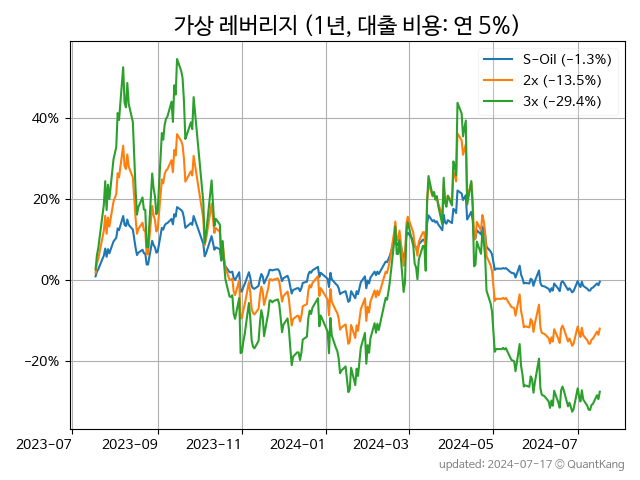 가상 레버리지 (1년, 대출 비용: 연 5%)
S-Oil (−1.3%)
2x (−13.5%)
3x (−29.4%)
40%
20%
0%
−20%
2023-07 2023-09 2023-11 2024-01 2024-03 2024-05 2024-07
updated: 2024-07-17 © QuantKang